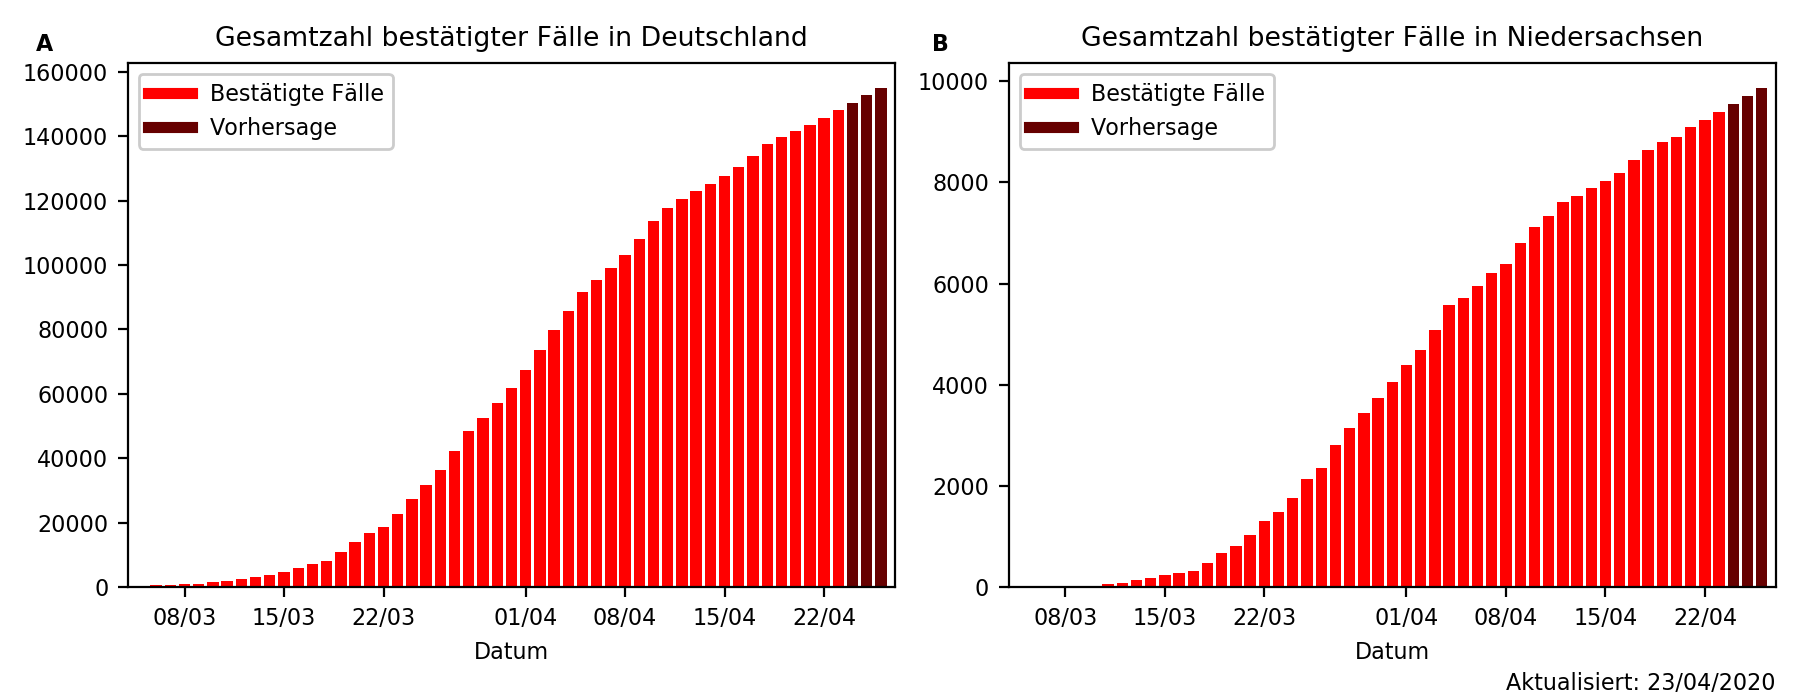 A
Gesamtzahl bestätigter Fälle in Deutschland
160000
140000
120000
100000
80000
60000
40000
20000
0
Bestätigte Fälle
Vorhersage
08/03 15/03 22/03 01/04 08/04 15/04 22/04
Datum
B
Gesamtzahl bestätigter Fälle in Niedersachsen
10000
8000
6000
4000
2000
0
Bestätigte Fälle
Vorhersage
08/03 15/03 22/03 01/04 08/04 15/04 22/04
Datum
Aktualisiert: 23/04/2020